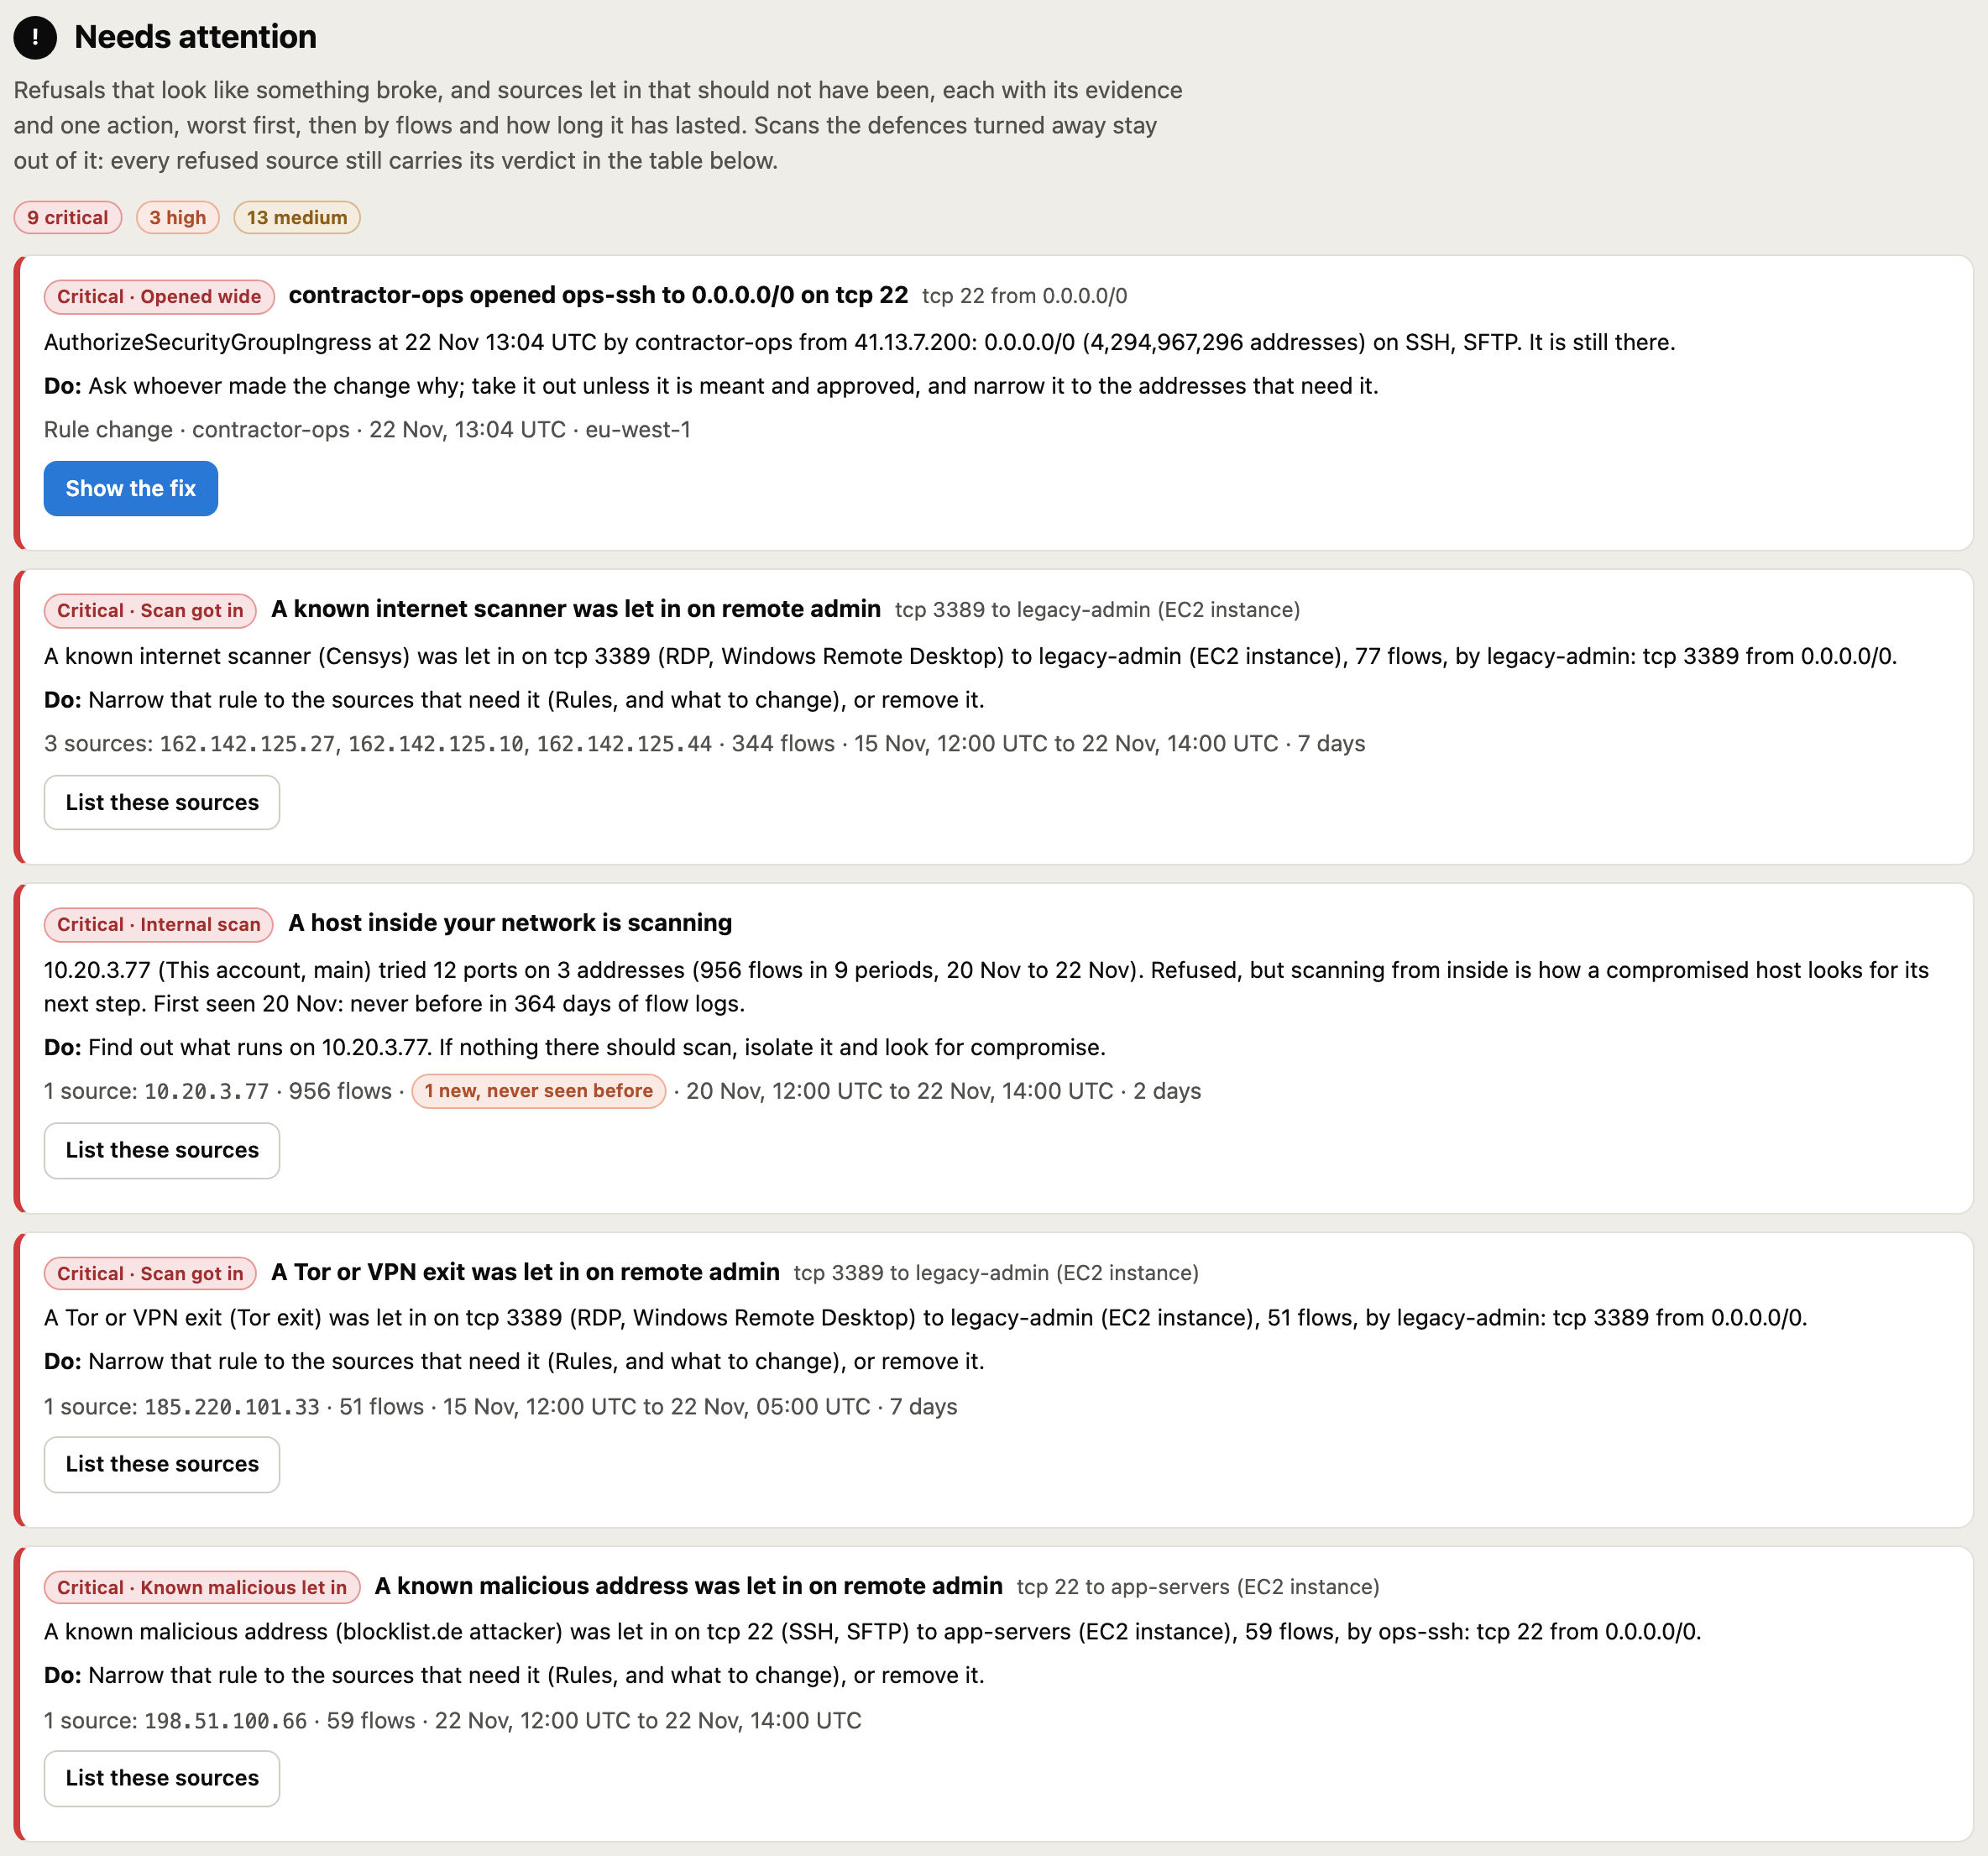 ! Needs attention
Refusals that look like something broke, and sources let in that should not have been, each with its evidence
and one action, worst first, then by flows and how long it has lasted. Scans the defences turned away stay
out of it: every refused source still carries its verdict in the table below.
9 critical 3 high 13 medium
Critical · Opened wide contractor-ops opened ops-ssh to 0.0.0.0/0 on tcp 22 tcp 22 from 0.0.0.0/0
AuthorizeSecurityGroupIngress at 22 Nov 13:04 UTC by contractor-ops from 41.13.7.200: 0.0.0.0/0 (4,294,967,296 addresses) on SSH, SFTP. It is still there.
Do: Ask whoever made the change why; take it out unless it is meant and approved, and narrow it to the addresses that need it.
Rule change · contractor-ops · 22 Nov, 13:04 UTC · eu-west-1
Show the fix
Critical · Scan got in A known internet scanner was let in on remote admin tcp 3389 to legacy-admin (EC2 instance)
A known internet scanner (Censys) was let in on tcp 3389 (RDP, Windows Remote Desktop) to legacy-admin (EC2 instance), 77 flows, by legacy-admin: tcp 3389 from 0.0.0.0/0.
Do: Narrow that rule to the sources that need it (Rules, and what to change), or remove it.
3 sources: 162.142.125.27, 162.142.125.10, 162.142.125.44 · 344 flows · 15 Nov, 12:00 UTC to 22 Nov, 14:00 UTC · 7 days
List these sources
Critical · Internal scan A host inside your network is scanning
10.20.3.77 (This account, main) tried 12 ports on 3 addresses (956 flows in 9 periods, 20 Nov to 22 Nov). Refused, but scanning from inside is how a compromised host looks for its
next step. First seen 20 Nov: never before in 364 days of flow logs.
Do: Find out what runs on 10.20.3.77. If nothing there should scan, isolate it and look for compromise.
1 source: 10.20.3.77 · 956 flows · 1 new, never seen before · 20 Nov, 12:00 UTC to 22 Nov, 14:00 UTC · 2 days
List these sources
Critical · Scan got in A Tor or VPN exit was let in on remote admin tcp 3389 to legacy-admin (EC2 instance)
A Tor or VPN exit (Tor exit) was let in on tcp 3389 (RDP, Windows Remote Desktop) to legacy-admin (EC2 instance), 51 flows, by legacy-admin: tcp 3389 from 0.0.0.0/0.
Do: Narrow that rule to the sources that need it (Rules, and what to change), or remove it.
1 source: 185.220.101.33 · 51 flows · 15 Nov, 12:00 UTC to 22 Nov, 05:00 UTC · 7 days
List these sources
Critical · Known malicious let in A known malicious address was let in on remote admin tcp 22 to app-servers (EC2 instance)
A known malicious address (blocklist.de attacker) was let in on tcp 22 (SSH, SFTP) to app-servers (EC2 instance), 59 flows, by ops-ssh: tcp 22 from 0.0.0.0/0.
Do: Narrow that rule to the sources that need it (Rules, and what to change), or remove it.
1 source: 198.51.100.66 · 59 flows · 22 Nov, 12:00 UTC to 22 Nov, 14:00 UTC
List these sources